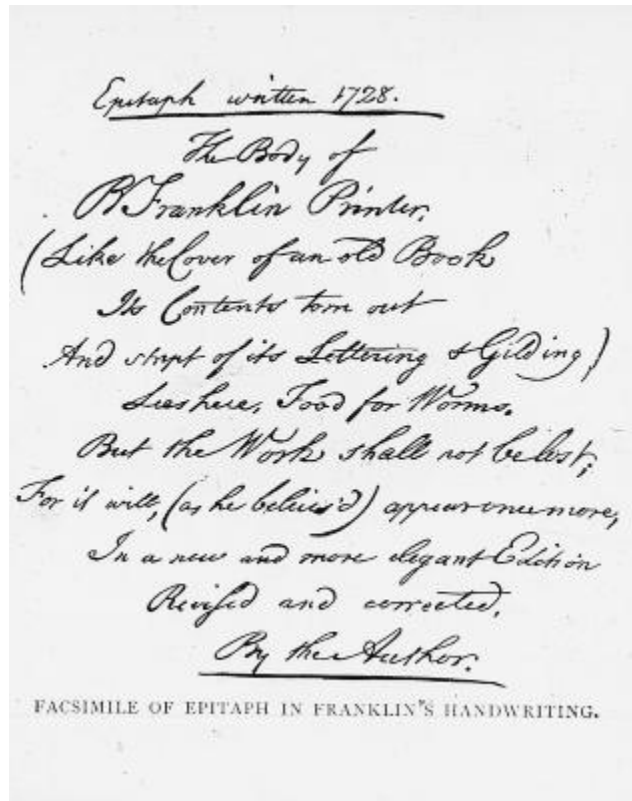 Epitaph written 1728.
The Body of
B Franklin Printer,
(Like the Cover of an old Book
Its Contents torn out
And stript of its Lettering & Gilding)
Lies here, Food for Worms.
But the Work shall not be lost;
For it will, (as he believ'd) appear once more,
In a new and more elegant Edition
Revised and corrected,
By the Author.
FACSIMILE OF EPITAPH IN FRANKLIN'S HANDWRITING.